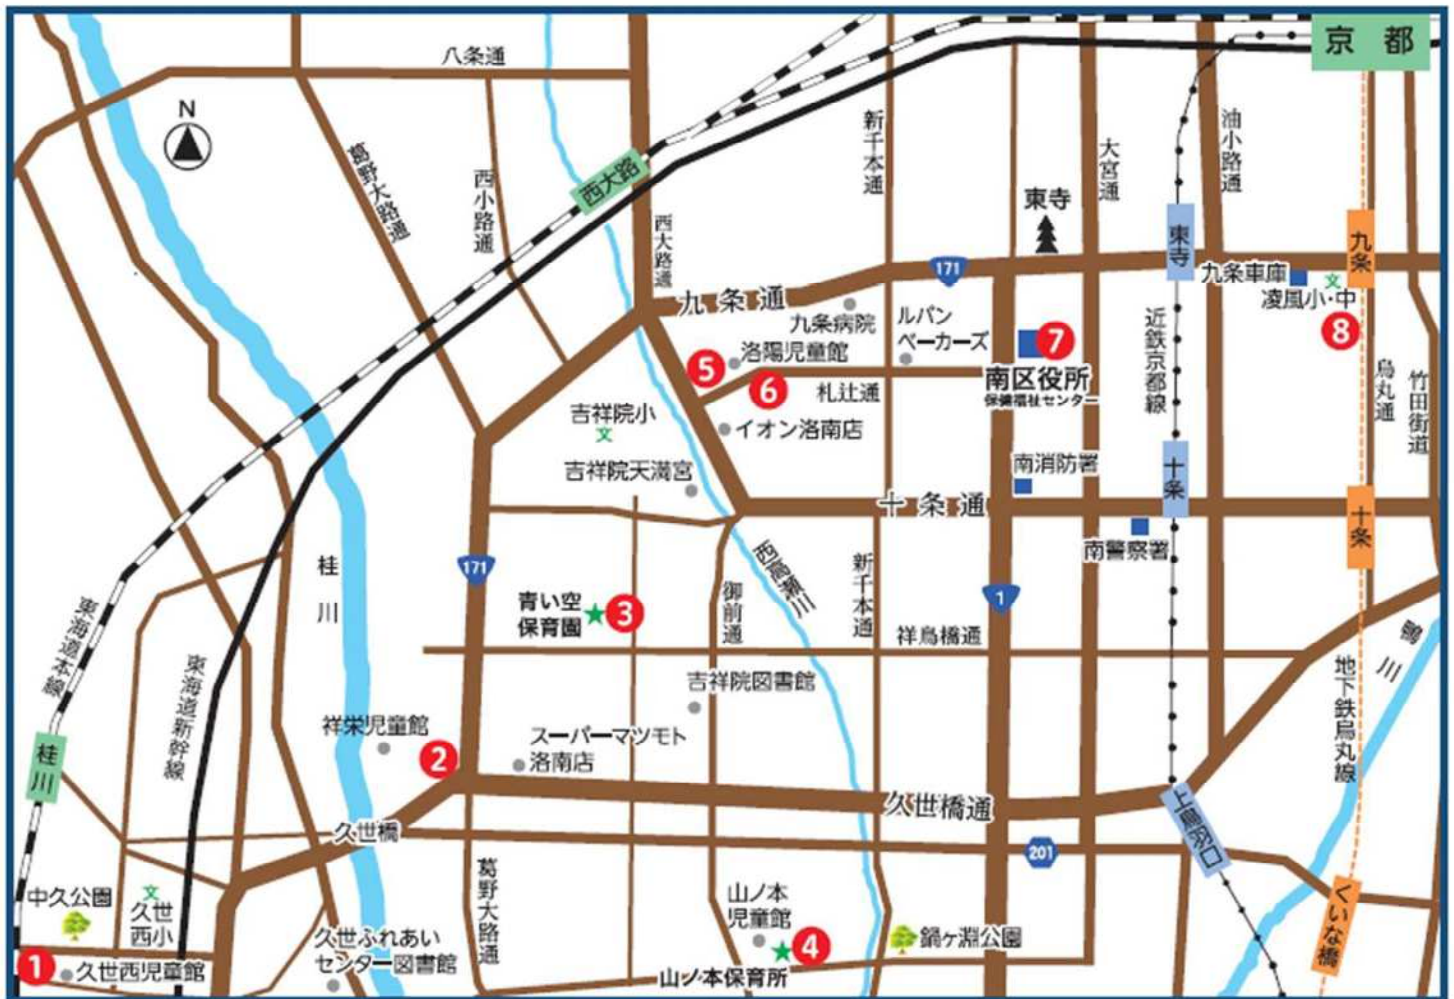 京都
八条通
N
新千本通
油小路通
大宮通
葛野大路通
西小路通
西大路
西大路通
東寺
東寺
九条
171
九条車庫
凌風小・中
8
九条通
九条病院
ルパン
ベーカーズ
近鉄京都線
7
南区役所
保健福祉センター
洛陽児童館
5
6
札辻通
烏丸通
竹田街道
吉祥院小
イオン洛南店
吉祥院天満宮
南消防署
十条
十条通
十条
南警察署
171
桂川
西高瀬川
新千本通
御前通
1
青い空
保育園
3
祥鳥橋通
鴨川
東海道本線
東海道新幹線
地下鉄烏丸線
吉祥院図書館
祥栄児童館
2
スーパーマツモト
洛南店
桂川
久世橋通
上鳥羽口
久世橋
201
葛野大路通
中久公園
久世
西小
山ノ本
児童館
4
鍋ヶ淵公園
くいな橋
久世ふれあい
センター図書館
1
久世西児童館
山ノ本保育所
文
文
文